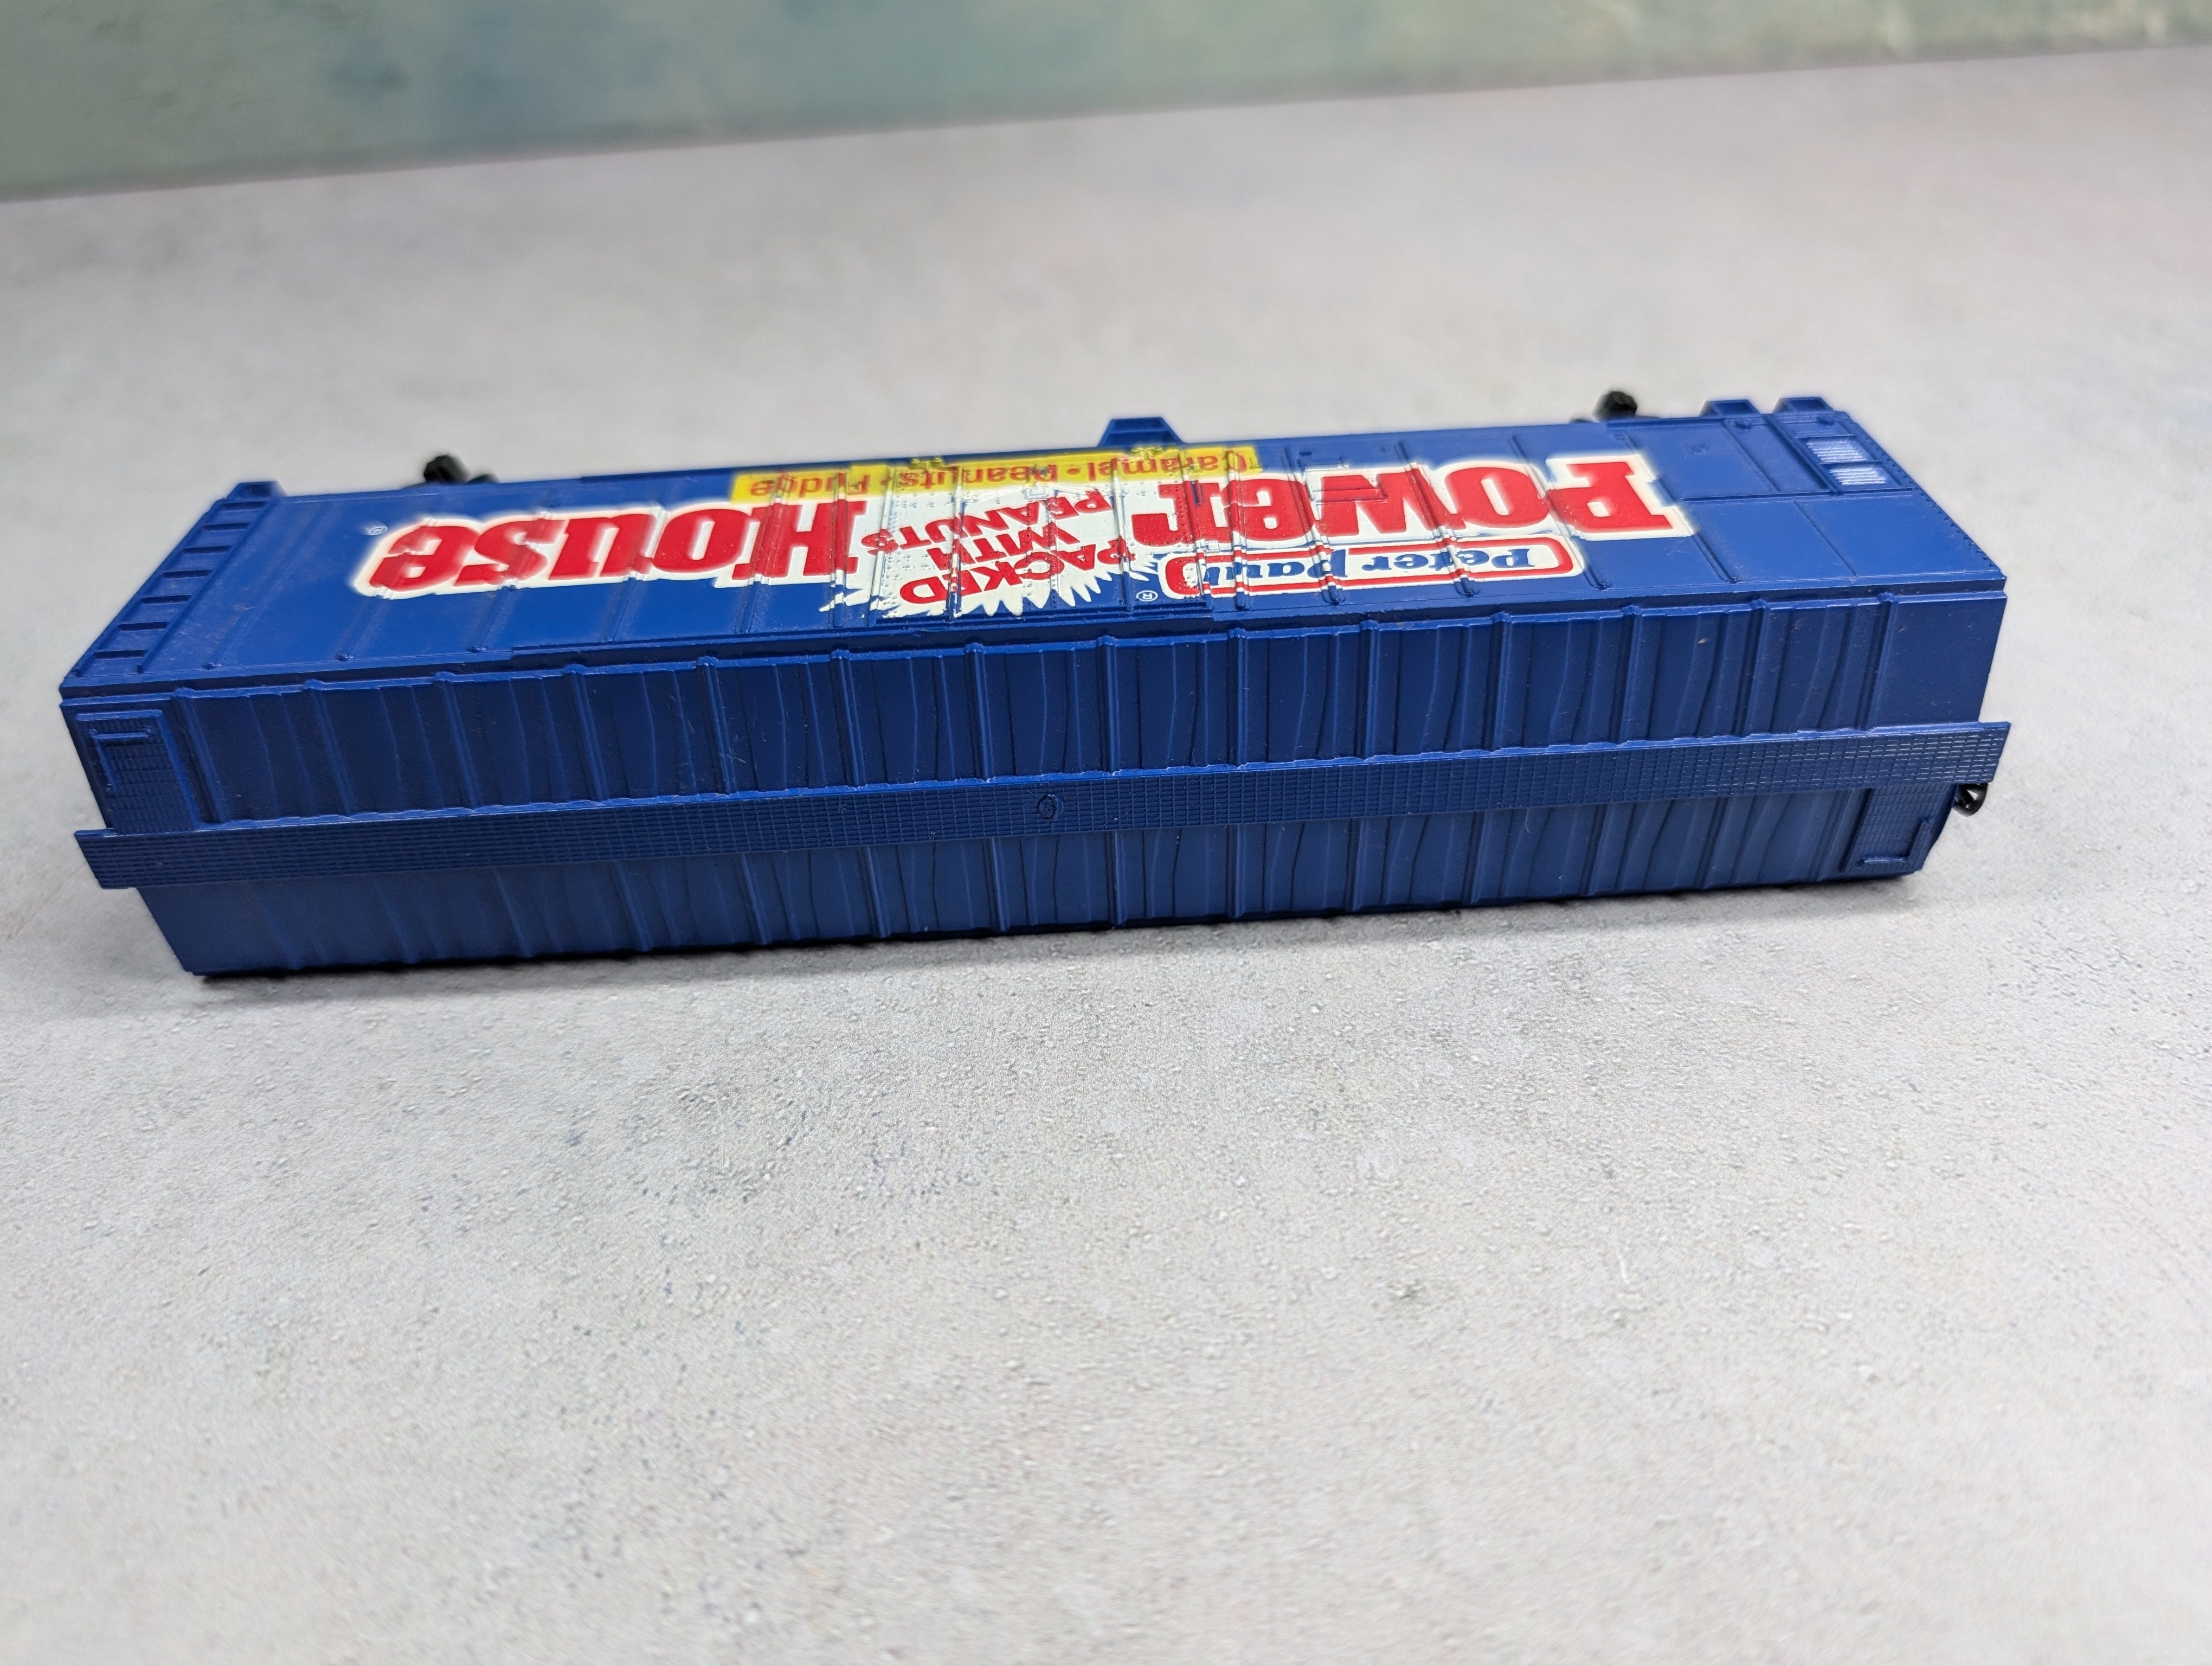 Peter Paul ®
Power House ®
PACKED
WITH
PEANUTS
Caramel • Peanuts • Fudge